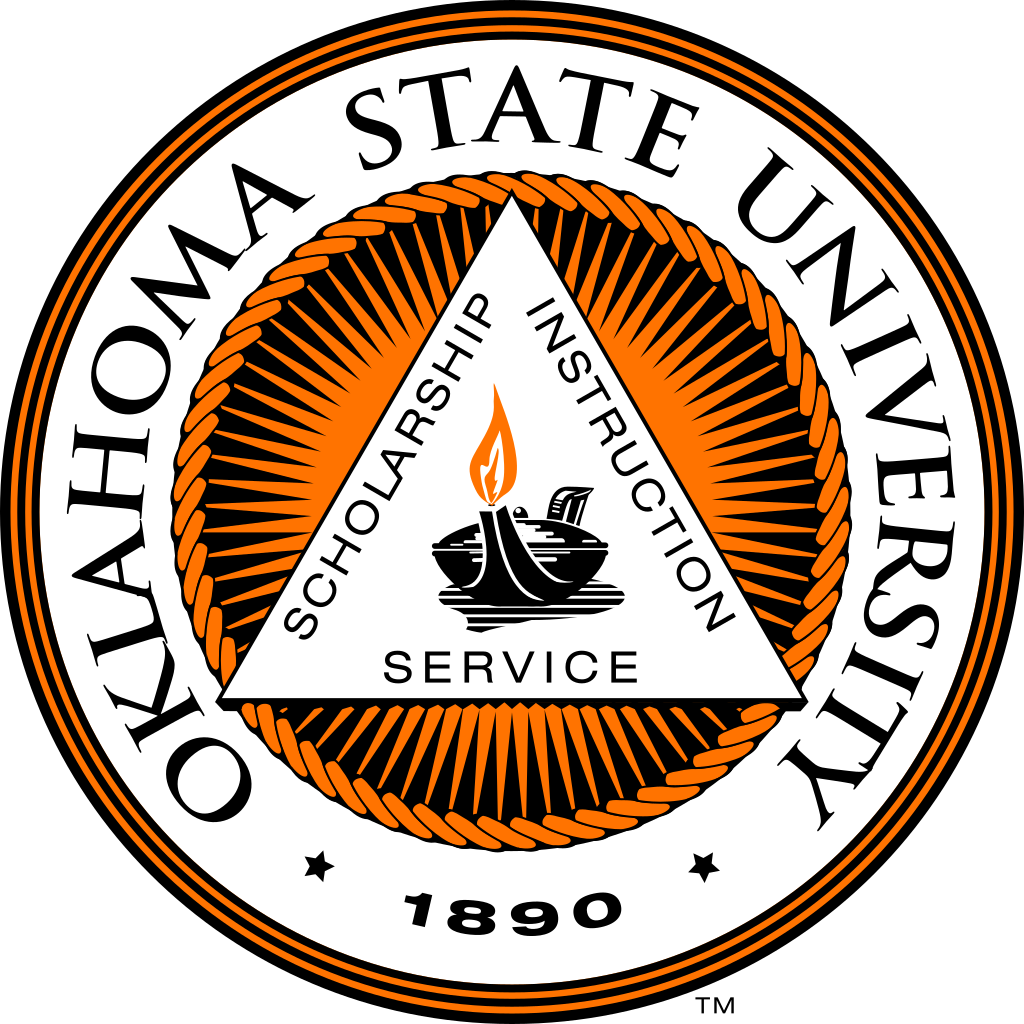 OKLAHOMA STATE UNIVERSITY
SCHOLARSHIP
INSTRUCTION
SERVICE
1890
TM